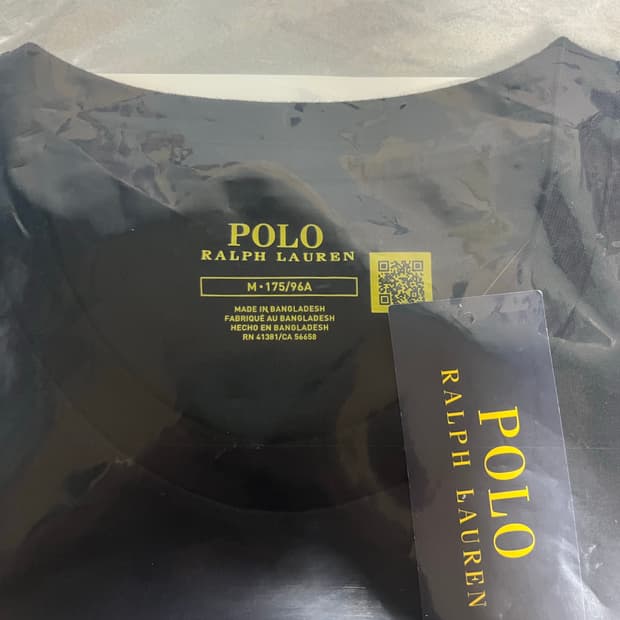 POLO
RALPH LAUREN
M • 175/96A
MADE IN BANGLADESH
FABRIQUÉ AU BANGLADESH
HECHO EN BANGLADESH
RN 41381/CA 56658
POLO
RALPH LAUREN